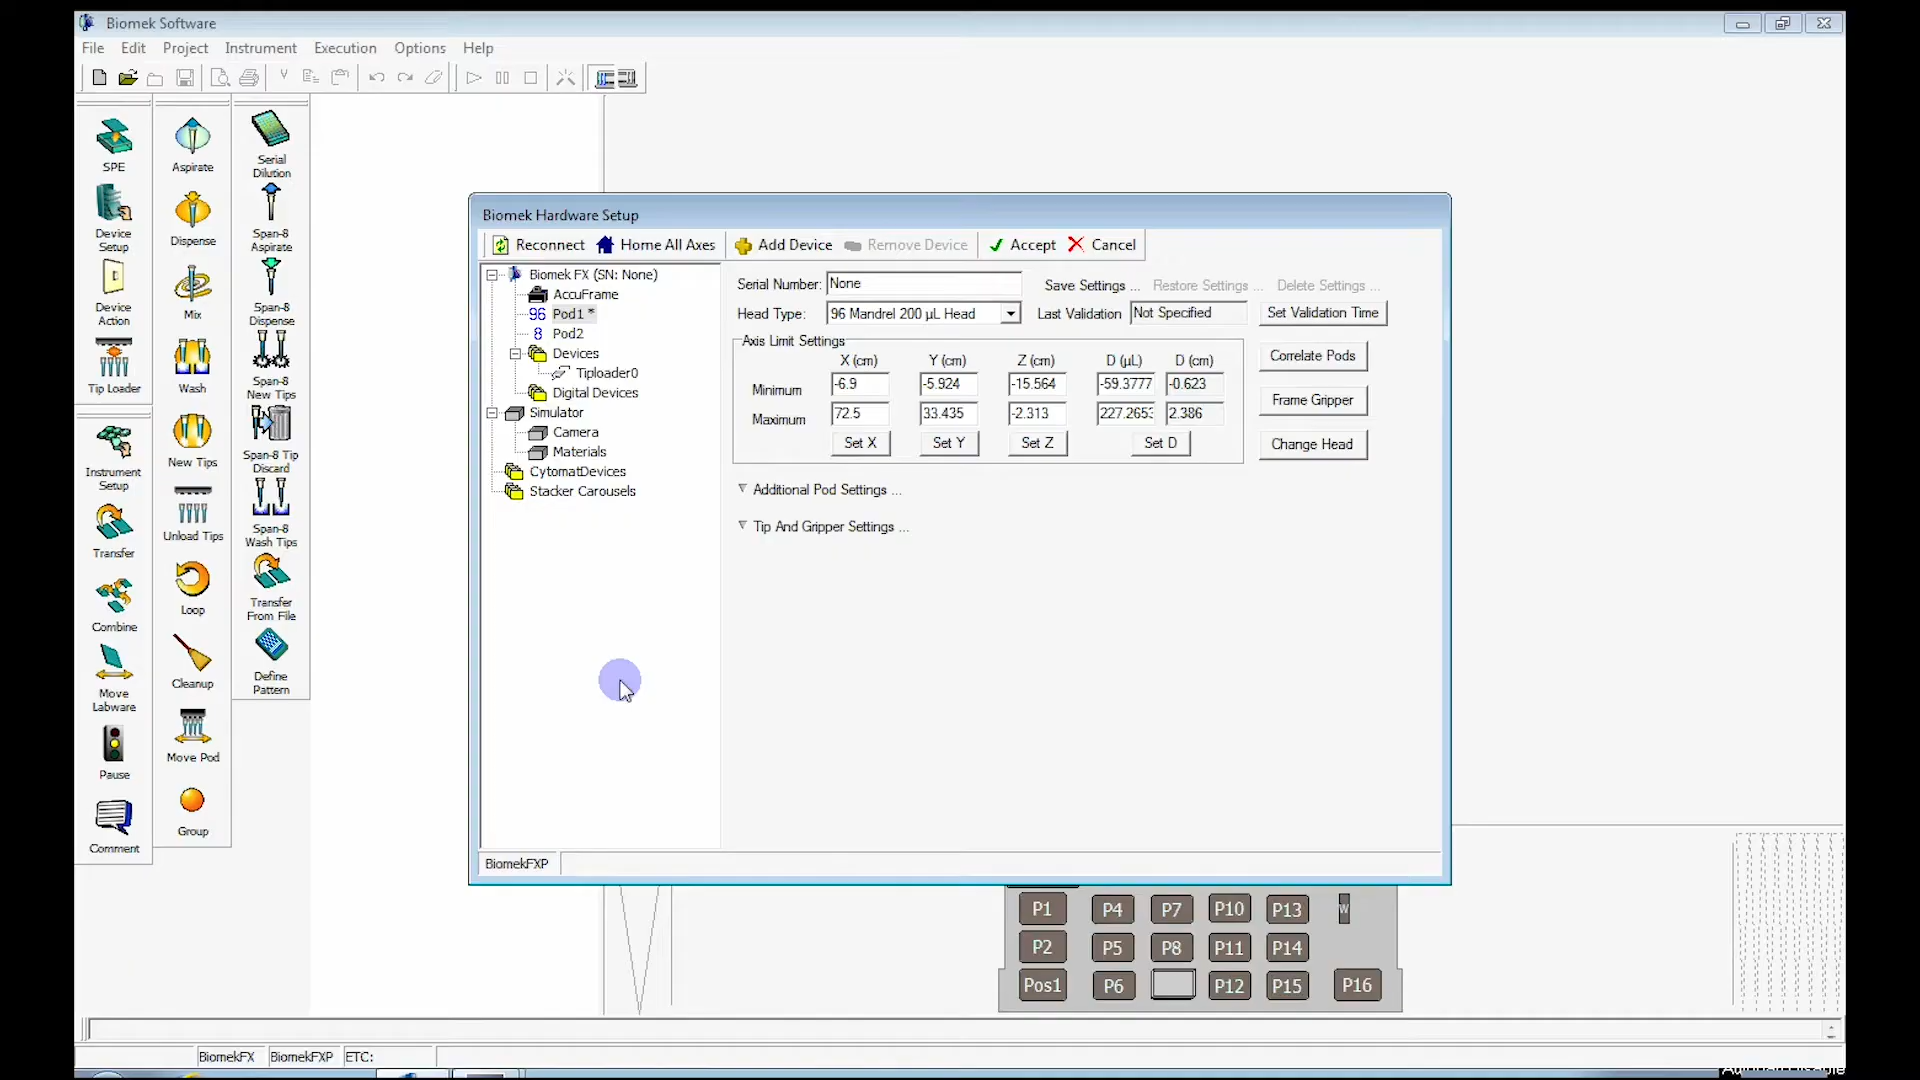 Biomek Software
File Edit Project Instrument Execution Options Help
SPE
Device Setup
Device Action
Tip Loader
Instrument Setup
Transfer
Combine
Move Labware
Pause
Comment
Aspirate
Dispense
Mix
Wash
New Tips
Unload Tips
Loop
Cleanup
Move Pod
Group
Serial Dilution
Span-8 Aspirate
Span-8 Dispense
Span-8 New Tips
Span-8 Tip Discard
Span-8 Wash Tips
Transfer From File
Define Pattern
Biomek Hardware Setup
Reconnect Home All Axes Add Device Remove Device Accept Cancel
Biomek FX (SN: None)
AccuFrame
96 Pod1 *
8 Pod2
Devices
Tiploader0
Digital Devices
Simulator
Camera
Materials
CytomatDevices
Stacker Carousels
Serial Number: None Save Settings ... Restore Settings ... Delete Settings ...
Head Type: 96 Mandrel 200 µL Head Last Validation Not Specified Set Validation Time
Axis Limit Settings
X (cm) Y (cm) Z (cm) D (µL) D (cm)
Minimum -6.9 -5.924 -15.564 -59.3777 -0.623
Maximum 72.5 33.435 -2.313 227.2653 2.386
Set X Set Y Set Z Set D
Correlate Pods
Frame Gripper
Change Head
Additional Pod Settings ...
Tip And Gripper Settings ...
BiomekFXP
P1 P4 P7 P10 P13 W
P2 P5 P8 P11 P14
Pos1 P6 P12 P15 P16
BiomekFX BiomekFXP ETC: